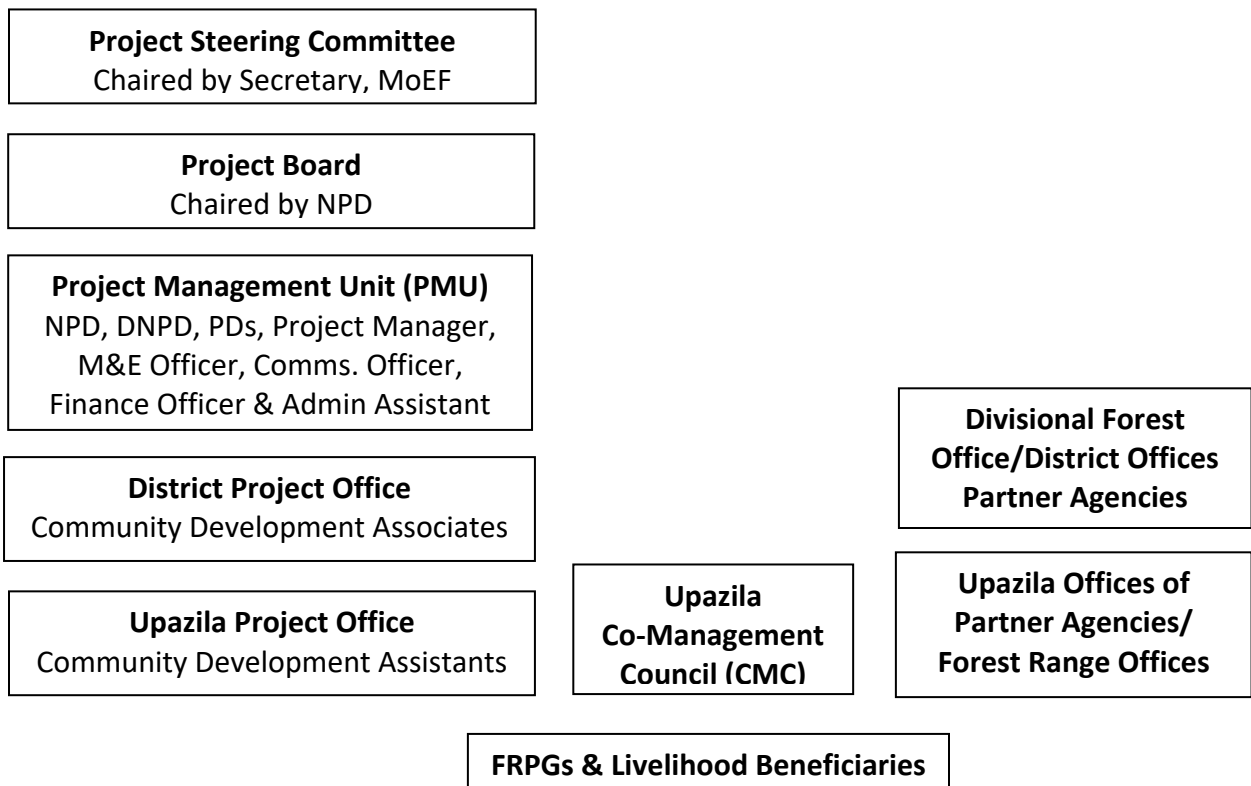 Project Steering Committee
Chaired by Secretary, MoEF
Project Board
Chaired by NPD
Project Management Unit (PMU)
NPD, DNPD, PDs, Project Manager,
M&E Officer, Comms. Officer,
Finance Officer & Admin Assistant
Divisional Forest
Office/District Offices
Partner Agencies
District Project Office
Community Development Associates
Upazila Project Office
Community Development Assistants
Upazila
Co-Management
Council (CMC)
Upazila Offices of
Partner Agencies/
Forest Range Offices
FRPGs & Livelihood Beneficiaries